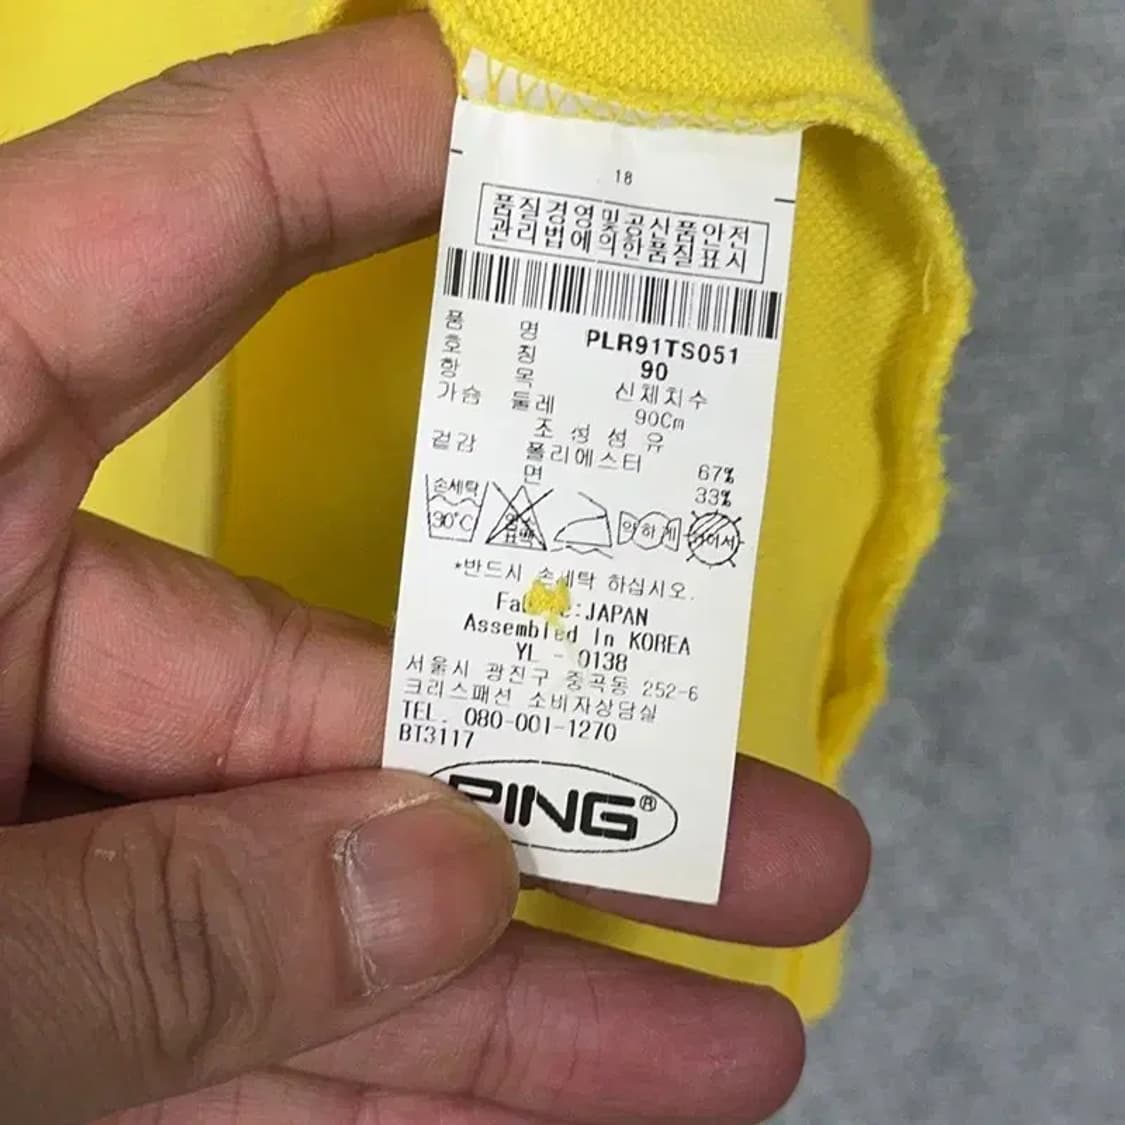 18
품질경영및공산품안전
관리법에의한품질표시
품 명 PLR91TS051
호 칭 90
항 목 신체치수
가슴 둘레 90Cm
조 성 섬 유
겉감 폴리에스터 67%
면 33%
손세탁 30℃ 약하게
*반드시 손세탁 하십시오.
JAPAN
Assembled In KOREA
YL - 0138
서울시 광진구 중곡동 252-6
크리스패션 소비자상담실
TEL. 080-001-1270
BT3117
PING®